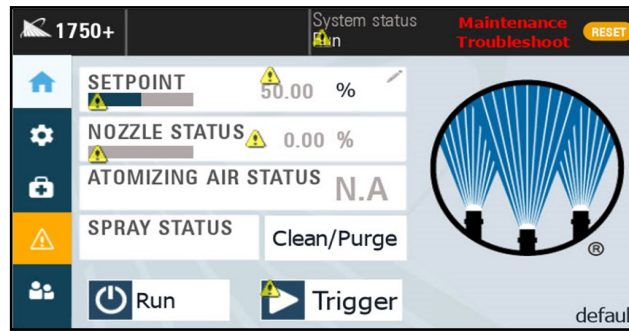 1750+
System status
Run
Maintenance
Troubleshoot
RESET
SETPOINT
50.00 %
NOZZLE STATUS
0.00 %
ATOMIZING AIR STATUS
N.A
SPRAY STATUS
Clean/Purge
®
Run
Trigger
defaul